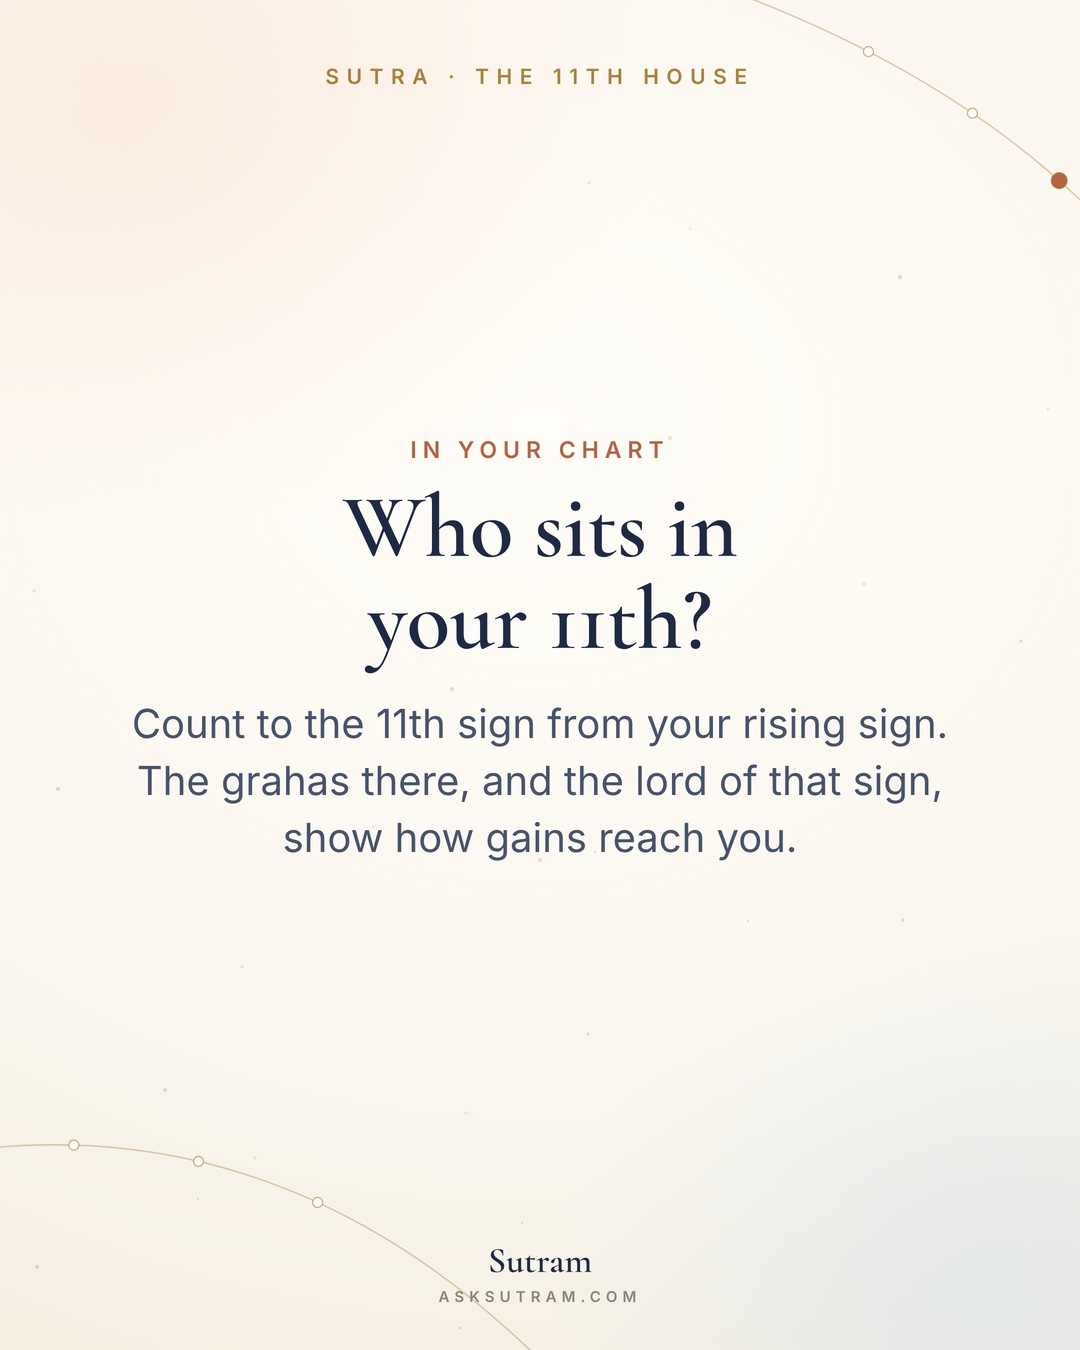 SUTRA · THE 11TH HOUSE
IN YOUR CHART
Who sits in
your 11th?
Count to the 11th sign from your rising sign.
The grahas there, and the lord of that sign,
show how gains reach you.
Sutram
ASKSUTRAM.COM